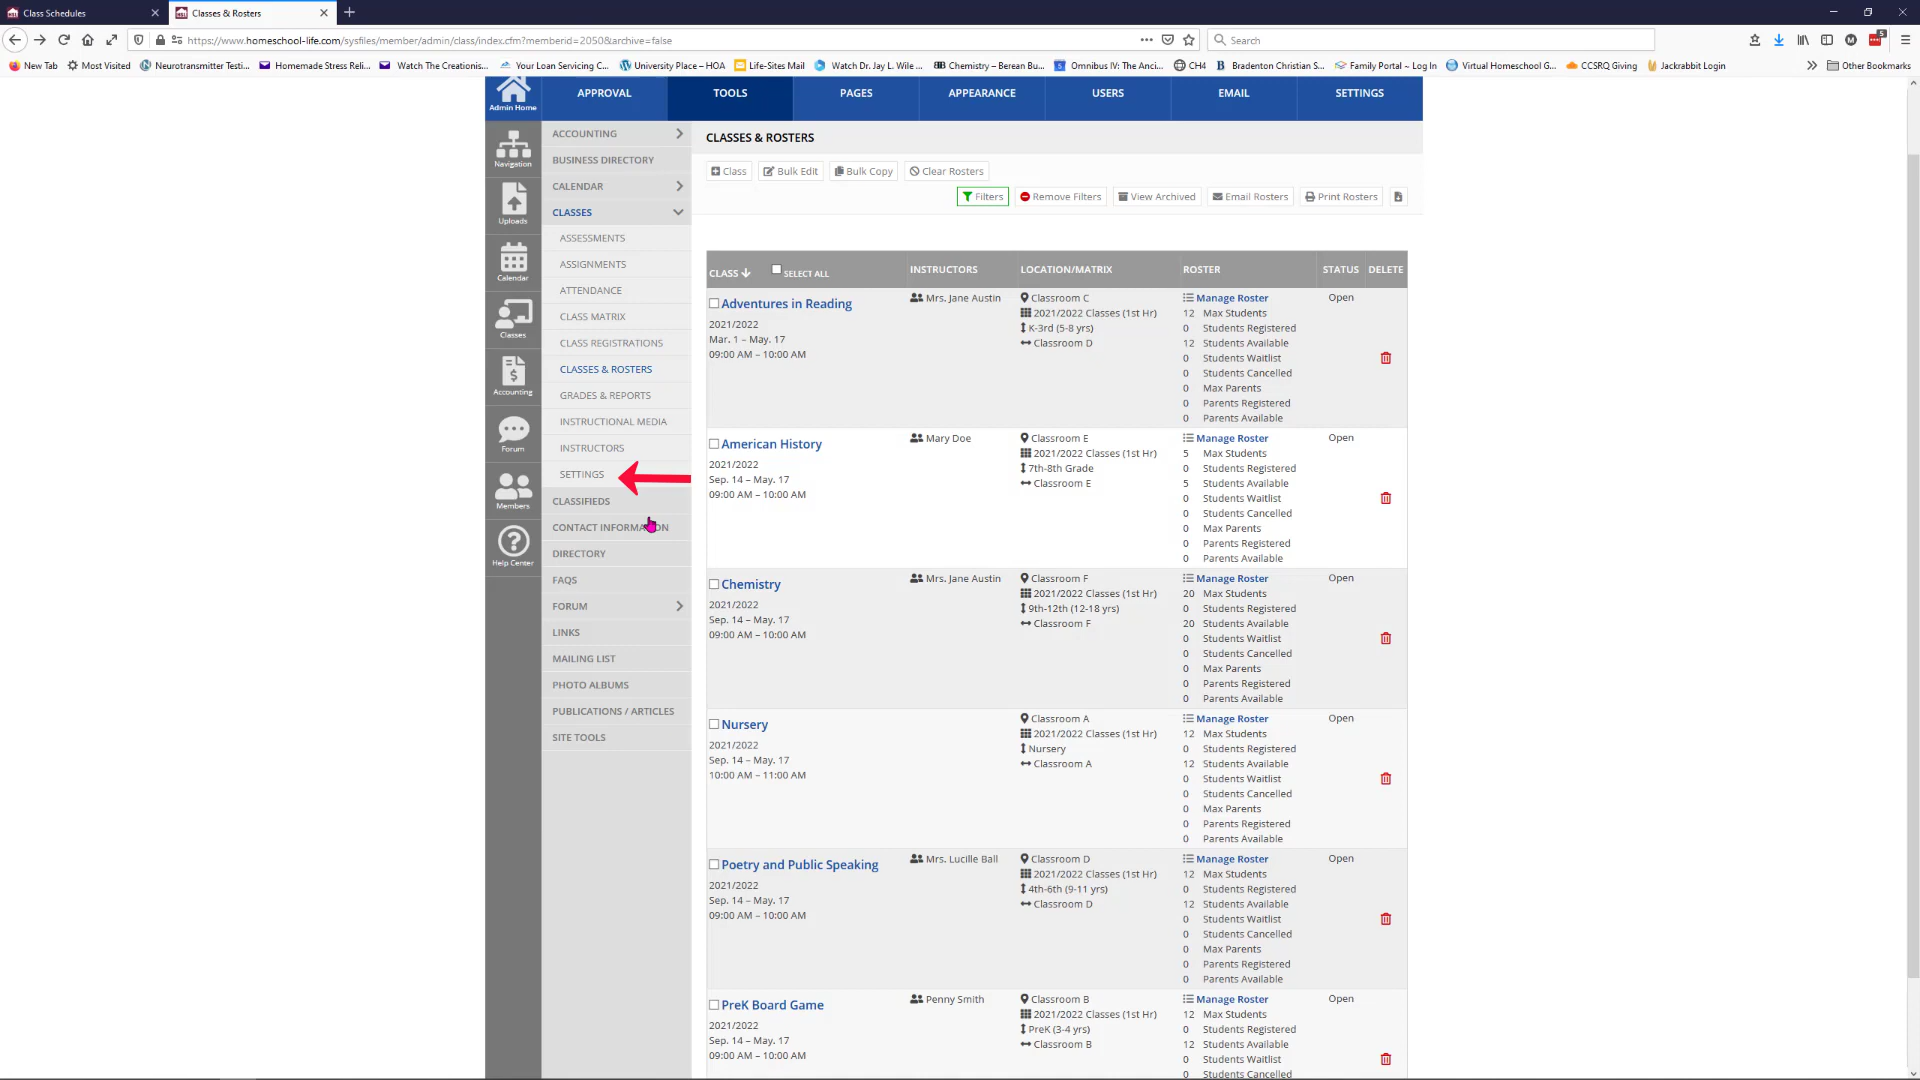 Class Schedules
Classes & Rosters
https://www.homeschool-life.com/sysfiles/member/admin/class/index.cfm?memberid=2050&archive=false
Search
5
New Tab
Most Visited
Neurotransmitter Testi...
Homemade Stress Reli...
Watch The Creationis...
Your Loan Servicing C...
University Place – HOA
Life-Sites Mail
Watch Dr. Jay L. Wile ...
Chemistry – Berean Bu...
Omnibus IV: The Anci...
CH4
Bradenton Christian S...
Family Portal ~ Log In
Virtual Homeschool G...
CCSRQ Giving
Jackrabbit Login
Other Bookmarks
Admin Home
APPROVAL
TOOLS
PAGES
APPEARANCE
USERS
EMAIL
SETTINGS
Navigation
Uploads
Calendar
Classes
Accounting
Forum
Members
Help Center
ACCOUNTING
BUSINESS DIRECTORY
CALENDAR
CLASSES
ASSESSMENTS
ASSIGNMENTS
ATTENDANCE
CLASS MATRIX
CLASS REGISTRATIONS
CLASSES & ROSTERS
GRADES & REPORTS
INSTRUCTIONAL MEDIA
INSTRUCTORS
SETTINGS
CLASSIFIEDS
CONTACT INFORMATION
DIRECTORY
FAQS
FORUM
LINKS
MAILING LIST
PHOTO ALBUMS
PUBLICATIONS / ARTICLES
SITE TOOLS
CLASSES & ROSTERS
Class
Bulk Edit
Bulk Copy
Clear Rosters
Filters
Remove Filters
View Archived
Email Rosters
Print Rosters
CLASS
SELECT ALL
INSTRUCTORS
LOCATION/MATRIX
ROSTER
STATUS
DELETE
Adventures in Reading
2021/2022
Mar. 1 – May. 17
09:00 AM – 10:00 AM
Mrs. Jane Austin
Classroom C
2021/2022 Classes (1st Hr)
K-3rd (5-8 yrs)
Classroom D
Manage Roster
12 Max Students
0 Students Registered
12 Students Available
0 Students Waitlist
0 Students Cancelled
0 Max Parents
0 Parents Registered
0 Parents Available
Open
American History
2021/2022
Sep. 14 – May. 17
09:00 AM – 10:00 AM
Mary Doe
Classroom E
2021/2022 Classes (1st Hr)
7th-8th Grade
Classroom E
Manage Roster
5 Max Students
0 Students Registered
5 Students Available
0 Students Waitlist
0 Students Cancelled
0 Max Parents
0 Parents Registered
0 Parents Available
Open
Chemistry
2021/2022
Sep. 14 – May. 17
09:00 AM – 10:00 AM
Mrs. Jane Austin
Classroom F
2021/2022 Classes (1st Hr)
9th-12th (12-18 yrs)
Classroom F
Manage Roster
20 Max Students
0 Students Registered
20 Students Available
0 Students Waitlist
0 Students Cancelled
0 Max Parents
0 Parents Registered
0 Parents Available
Open
Nursery
2021/2022
Sep. 14 – May. 17
10:00 AM – 11:00 AM
Classroom A
2021/2022 Classes (1st Hr)
Nursery
Classroom A
Manage Roster
12 Max Students
0 Students Registered
12 Students Available
0 Students Waitlist
0 Students Cancelled
0 Max Parents
0 Parents Registered
0 Parents Available
Open
Poetry and Public Speaking
2021/2022
Sep. 14 – May. 17
09:00 AM – 10:00 AM
Mrs. Lucille Ball
Classroom D
2021/2022 Classes (1st Hr)
4th-6th (9-11 yrs)
Classroom D
Manage Roster
12 Max Students
0 Students Registered
12 Students Available
0 Students Waitlist
0 Students Cancelled
0 Max Parents
0 Parents Registered
0 Parents Available
Open
PreK Board Game
2021/2022
Sep. 14 – May. 17
09:00 AM – 10:00 AM
Penny Smith
Classroom B
2021/2022 Classes (1st Hr)
PreK (3-4 yrs)
Classroom B
Manage Roster
12 Max Students
0 Students Registered
12 Students Available
0 Students Waitlist
0 Students Cancelled
Open